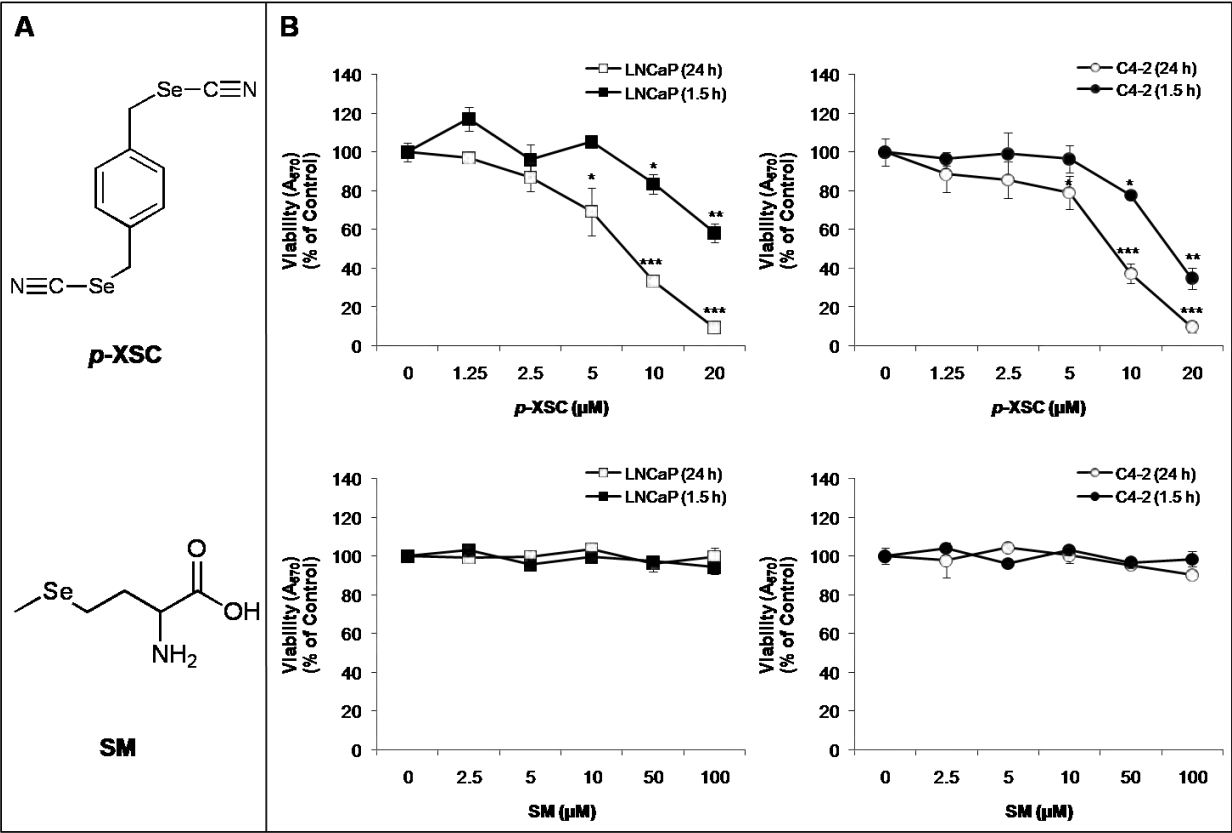 A
Se
C
N
N
C
Se
p-XSC
O
Se
OH
NH2
SM
B
LNCaP (24 h)
LNCaP (1.5 h)
Viability (A670)
(% of Control)
140
120
100
80
60
40
20
0
*
***
***
*
**
0 1.25 2.5 5 10 20
p-XSC (µM)
C4-2 (24 h)
C4-2 (1.5 h)
Viability (A670)
(% of Control)
140
120
100
80
60
40
20
0
*
***
***
*
**
0 1.25 2.5 5 10 20
p-XSC (µM)
LNCaP (24 h)
LNCaP (1.5 h)
Viability (A670)
(% of Control)
140
120
100
80
60
40
20
0
0 2.5 5 10 50 100
SM (µM)
C4-2 (24 h)
C4-2 (1.5 h)
Viability (A670)
(% of Control)
140
120
100
80
60
40
20
0
0 2.5 5 10 50 100
SM (µM)